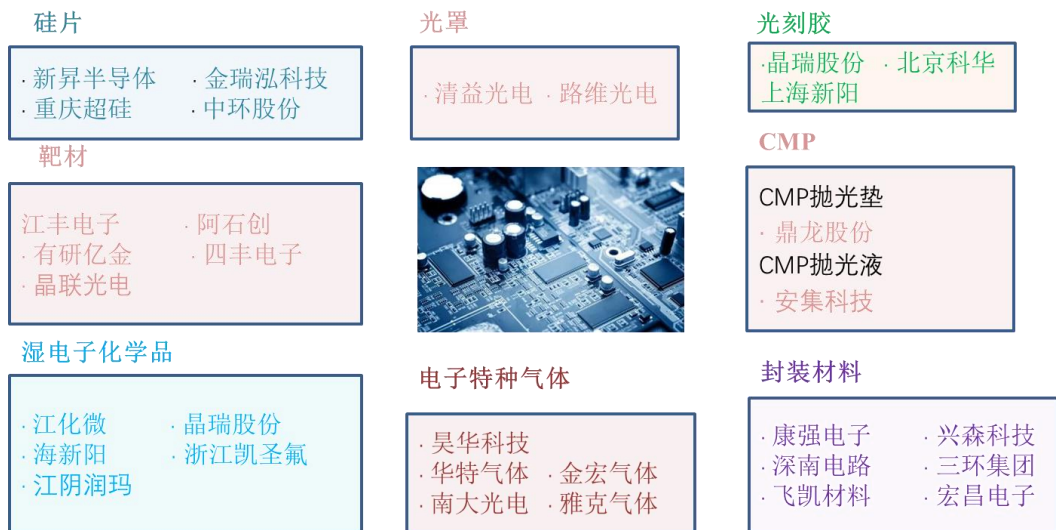 硅片
· 新昇半导体 · 金瑞泓科技
· 重庆超硅 · 中环股份
光罩
· 清益光电 · 路维光电
光刻胶
·晶瑞股份 · 北京科华
上海新阳
靶材
江丰电子 · 阿石创
· 有研亿金 · 四丰电子
· 晶联光电
CMP
CMP抛光垫
· 鼎龙股份
CMP抛光液
· 安集科技
湿电子化学品
· 江化微 · 晶瑞股份
· 海新阳 · 浙江凯圣氟
· 江阴润玛
电子特种气体
· 昊华科技
· 华特气体 · 金宏气体
· 南大光电 · 雅克气体
封装材料
· 康强电子 · 兴森科技
· 深南电路 · 三环集团
· 飞凯材料 · 宏昌电子